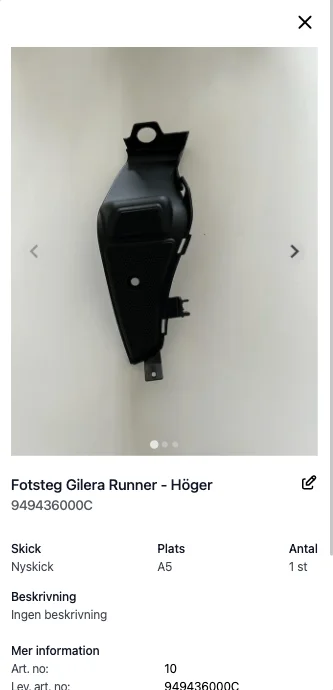 Fotsteg Gilera Runner - Höger
949436000C
Skick Plats Antal
Nyskick A5 1 st
Beskrivning
Ingen beskrivning
Mer information
Art. no: 10
Lev. art. no: 949436000C